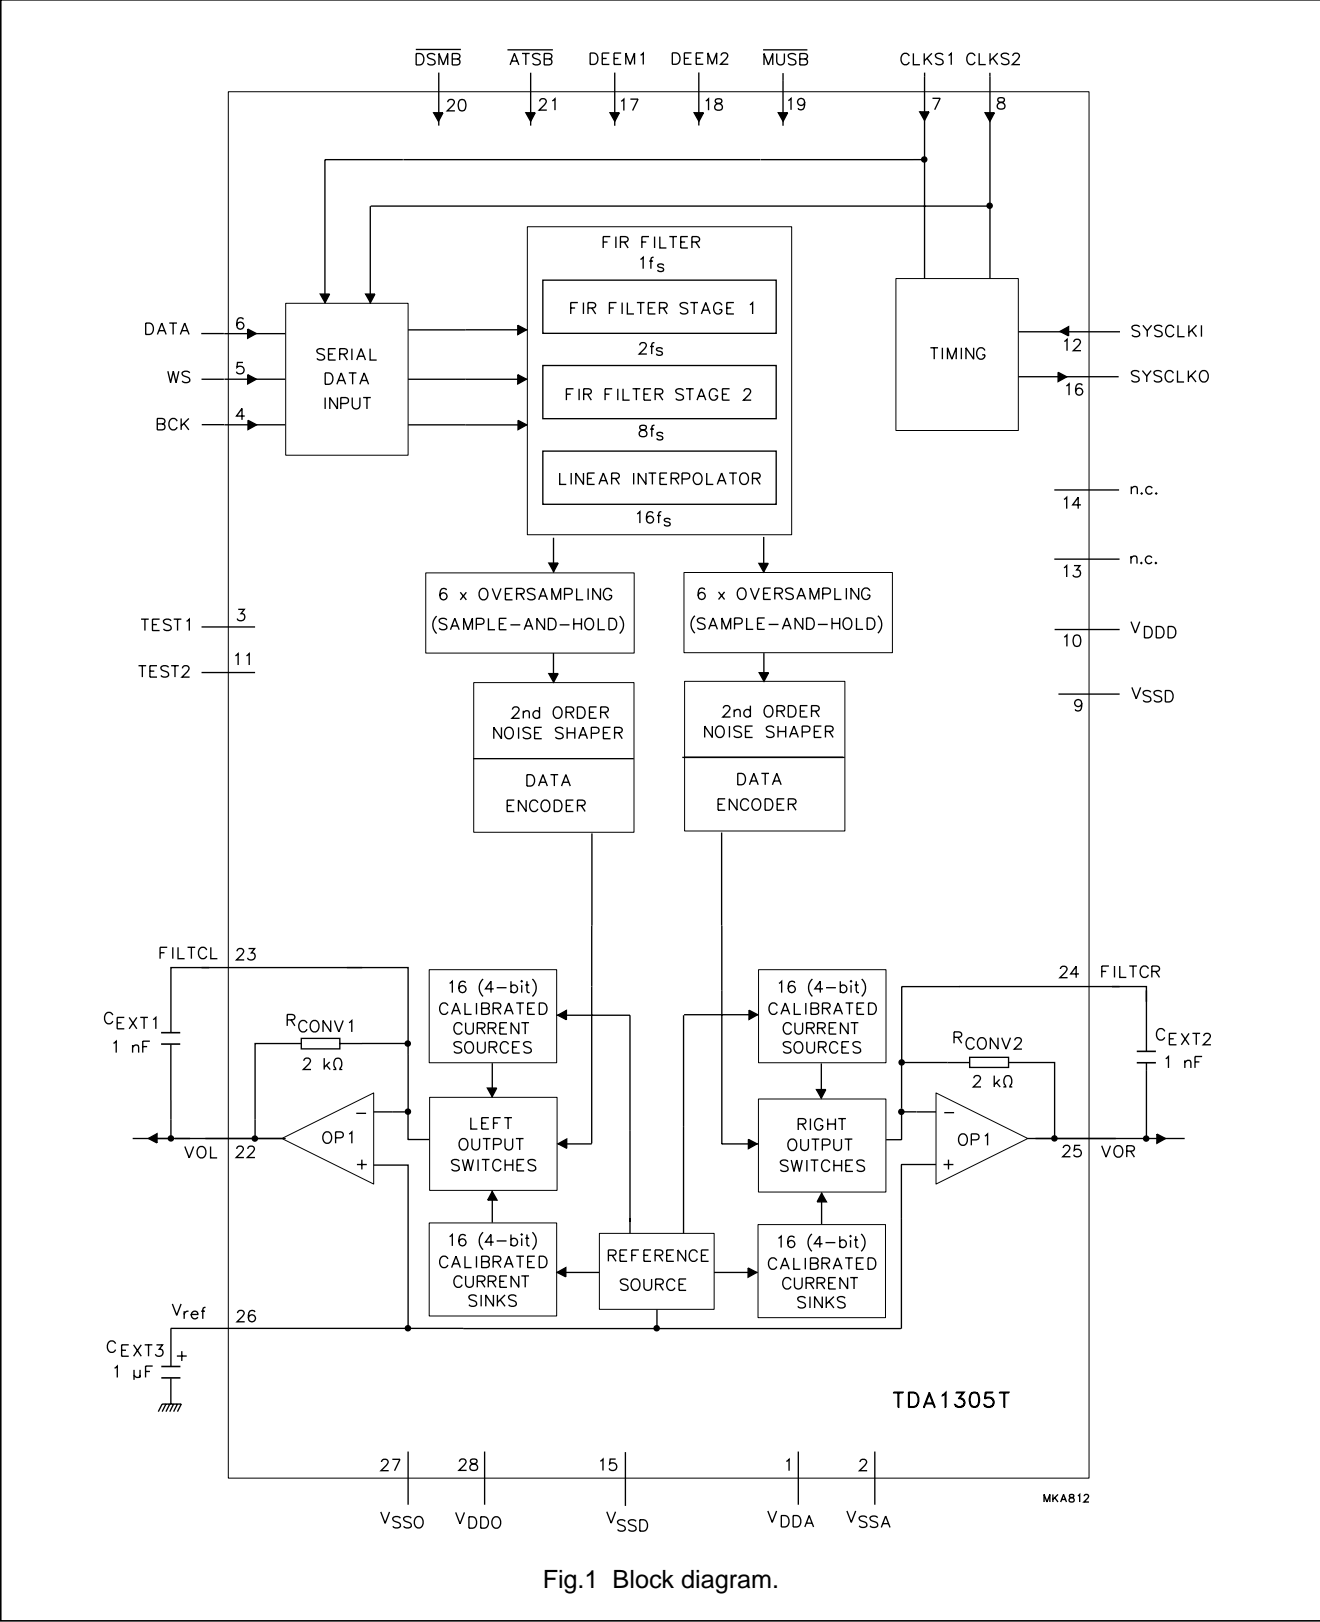 DSMB ATSB DEEM1 DEEM2 MUSB CLKS1 CLKS2
20 21 17 18 19 7 8
FIR FILTER
1fs
FIR FILTER STAGE 1
2fs
FIR FILTER STAGE 2
8fs
LINEAR INTERPOLATOR
16fs
DATA 6
WS 5
BCK 4
SERIAL
DATA
INPUT
TIMING
12 SYSCLKI
16 SYSCLKO
14 n.c.
13 n.c.
10 VDDD
9 VSSD
TEST1 3
TEST2 11
6 x OVERSAMPLING
(SAMPLE-AND-HOLD)
6 x OVERSAMPLING
(SAMPLE-AND-HOLD)
2nd ORDER
NOISE SHAPER
DATA
ENCODER
2nd ORDER
NOISE SHAPER
DATA
ENCODER
FILTCL 23
CEXT1
1 nF
RCONV1
2 kΩ
OP1
−
+
VOL 22
16 (4-bit)
CALIBRATED
CURRENT
SOURCES
LEFT
OUTPUT
SWITCHES
16 (4-bit)
CALIBRATED
CURRENT
SINKS
REFERENCE
SOURCE
16 (4-bit)
CALIBRATED
CURRENT
SOURCES
RIGHT
OUTPUT
SWITCHES
16 (4-bit)
CALIBRATED
CURRENT
SINKS
24 FILTCR
RCONV2
2 kΩ
CEXT2
1 nF
OP1
−
+
25 VOR
Vref 26
CEXT3 +
1 μF
TDA1305T
27 28 15 1 2
VSSO VDDO VSSD VDDA VSSA
MKA812
Fig.1 Block diagram.